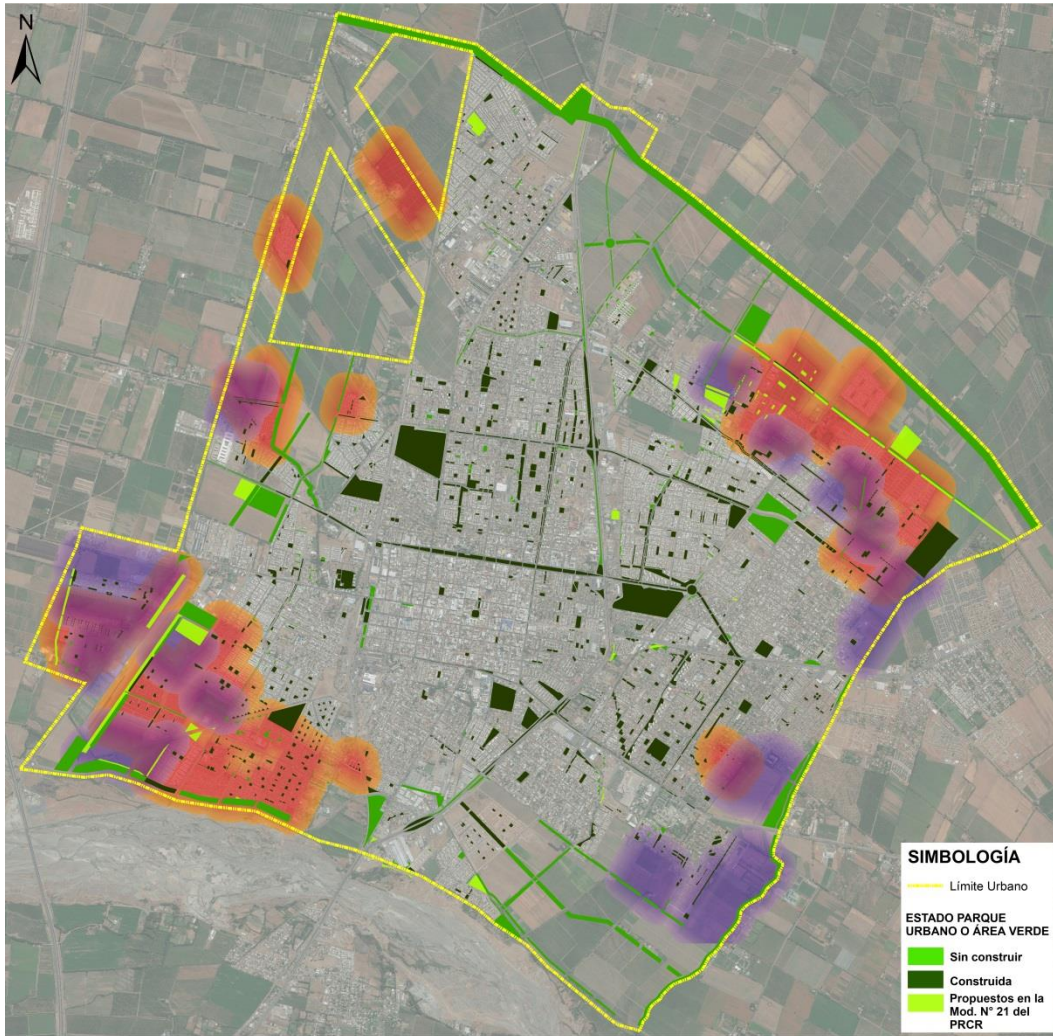 N
SIMBOLOGÍA
Límite Urbano
ESTADO PARQUE
URBANO O ÁREA VERDE
Sin construir
Construida
Propuestos en la
Mod. N° 21 del
PRCR